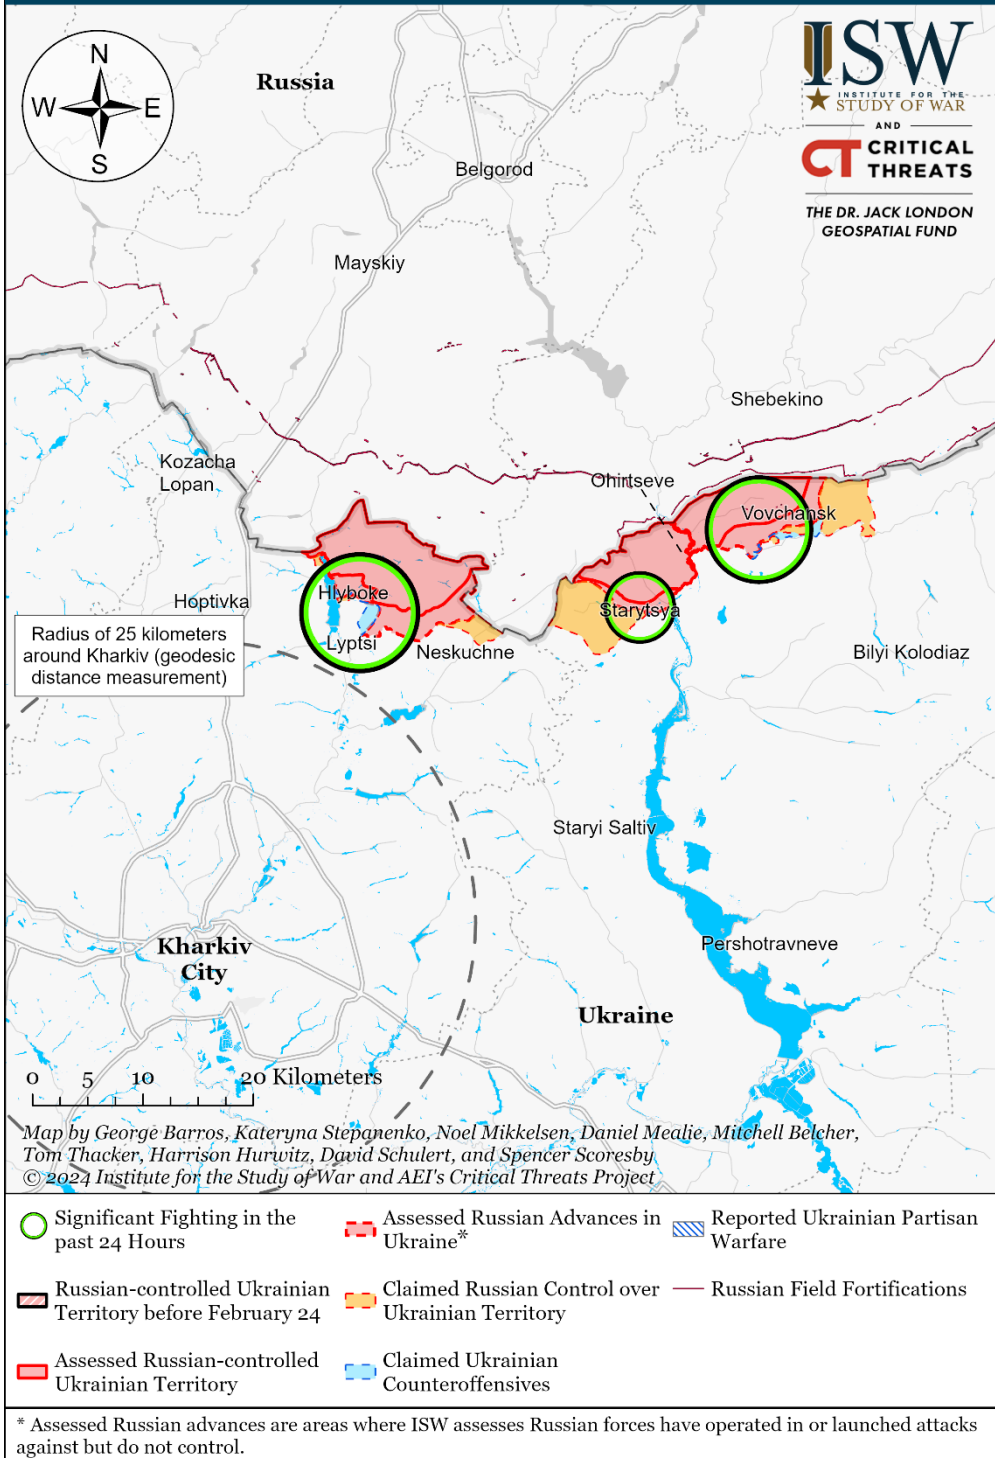 N
W
E
S
Russia
ISW
INSTITUTE FOR THE
STUDY OF WAR
AND
CT CRITICAL
THREATS
THE DR. JACK LONDON
GEOSPATIAL FUND
Belgorod
Mayskiy
Shebekino
Kozacha
Lopan
Ohirtseve
Vovchansk
Hlyboke
Hoptivka
Starytsya
Radius of 25 kilometers
around Kharkiv (geodesic
distance measurement)
Lyptsi
Neskuchne
Bilyi Kolodiaz
Staryi Saltiv
Kharkiv
City
Pershotravneve
Ukraine
0 5 10 20 Kilometers
Map by George Barros, Kateryna Stepanenko, Noel Mikkelsen, Daniel Mealie, Mitchell Belcher,
Tom Thacker, Harrison Hurwitz, David Schulert, and Spencer Scoresby
© 2024 Institute for the Study of War and AEI's Critical Threats Project
Significant Fighting in the
past 24 Hours
Russian-controlled Ukrainian
Territory before February 24
Assessed Russian-controlled
Ukrainian Territory
Assessed Russian Advances in
Ukraine*
Claimed Russian Control over
Ukrainian Territory
Claimed Ukrainian
Counteroffensives
Reported Ukrainian Partisan
Warfare
Russian Field Fortifications
* Assessed Russian advances are areas where ISW assesses Russian forces have operated in or launched attacks
against but do not control.